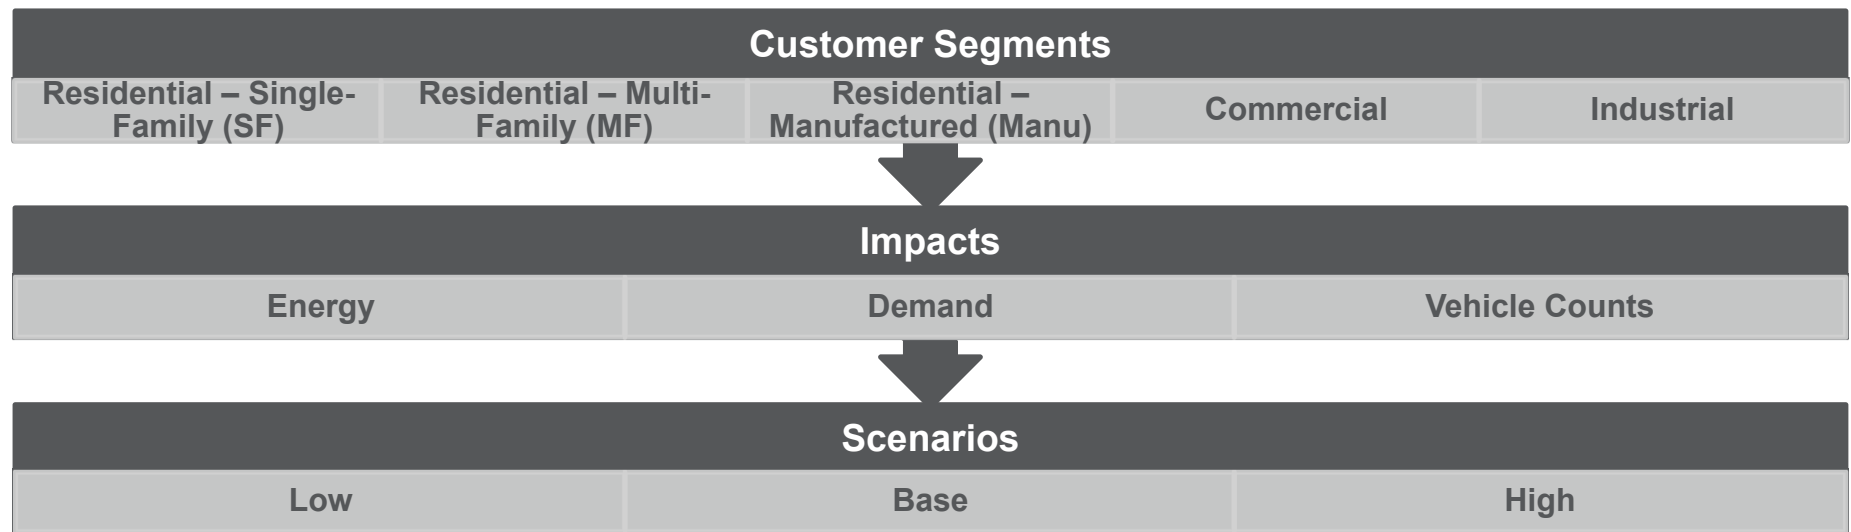 Customer Segments
Residential – Single-
Family (SF)
Residential – Multi-
Family (MF)
Residential –
Manufactured (Manu)
Commercial
Industrial
Impacts
Energy
Demand
Vehicle Counts
Scenarios
Low
Base
High